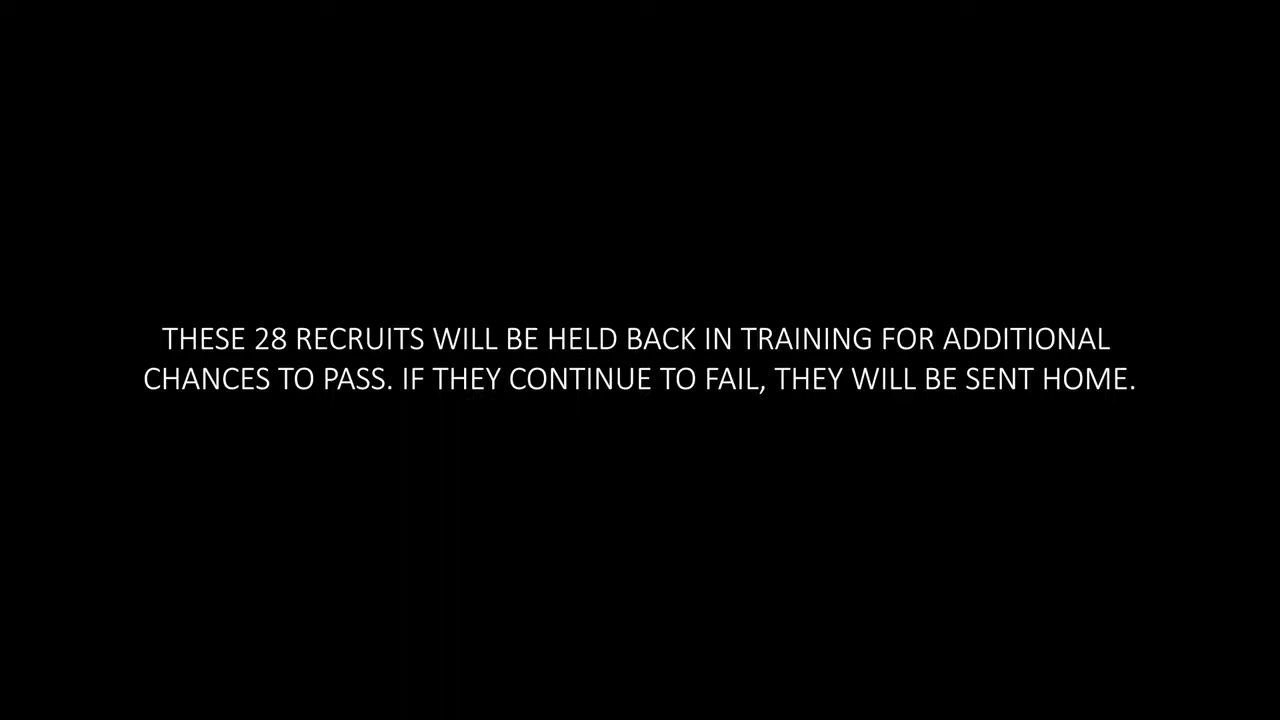 THESE 28 RECRUITS WILL BE HELD BACK IN TRAINING FOR ADDITIONAL
CHANCES TO PASS. IF THEY CONTINUE TO FAIL, THEY WILL BE SENT HOME.